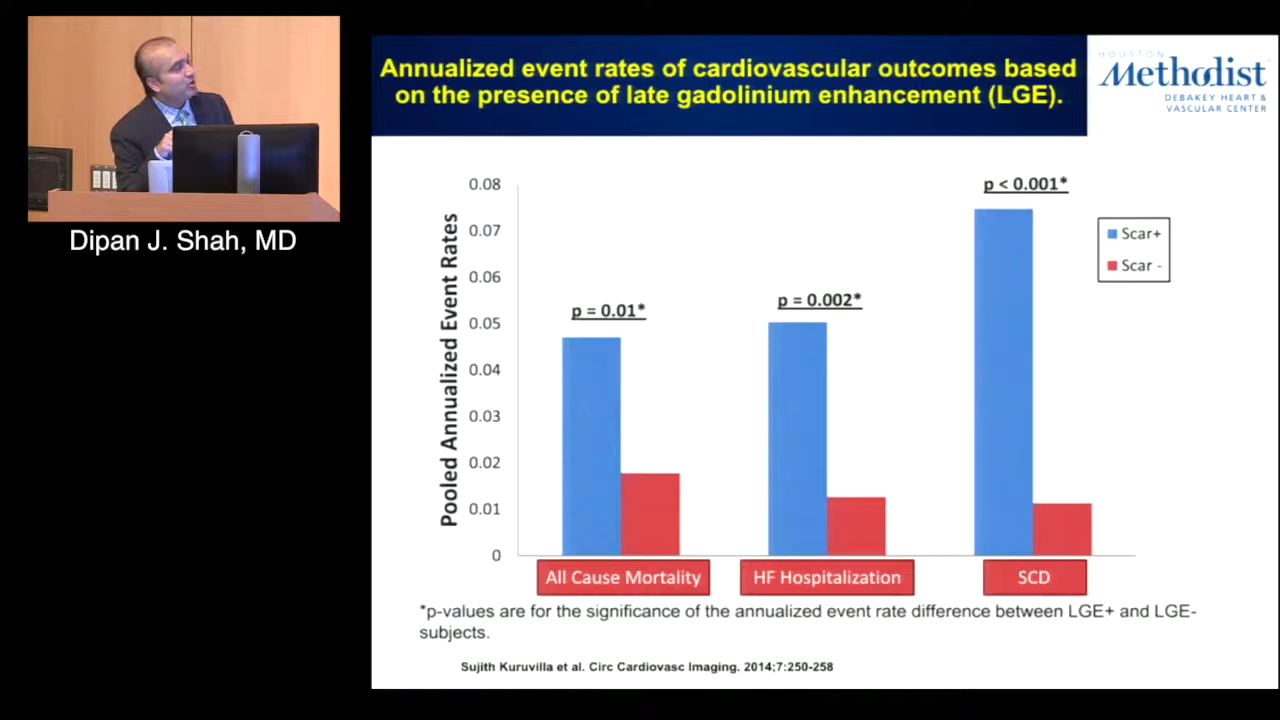 Annualized event rates of cardiovascular outcomes based
on the presence of late gadolinium enhancement (LGE).
HOUSTON
Methodist
DEBAKEY HEART &
VASCULAR CENTER
Dipan J. Shah, MD
Pooled Annualized Event Rates
0.08
0.07
0.06
0.05
0.04
0.03
0.02
0.01
0
p = 0.01*
p = 0.002*
p < 0.001*
Scar+
Scar -
All Cause Mortality
HF Hospitalization
SCD
*p-values are for the significance of the annualized event rate difference between LGE+ and LGE-
subjects.
Sujith Kuruvilla et al. Circ Cardiovasc Imaging. 2014;7:250-258